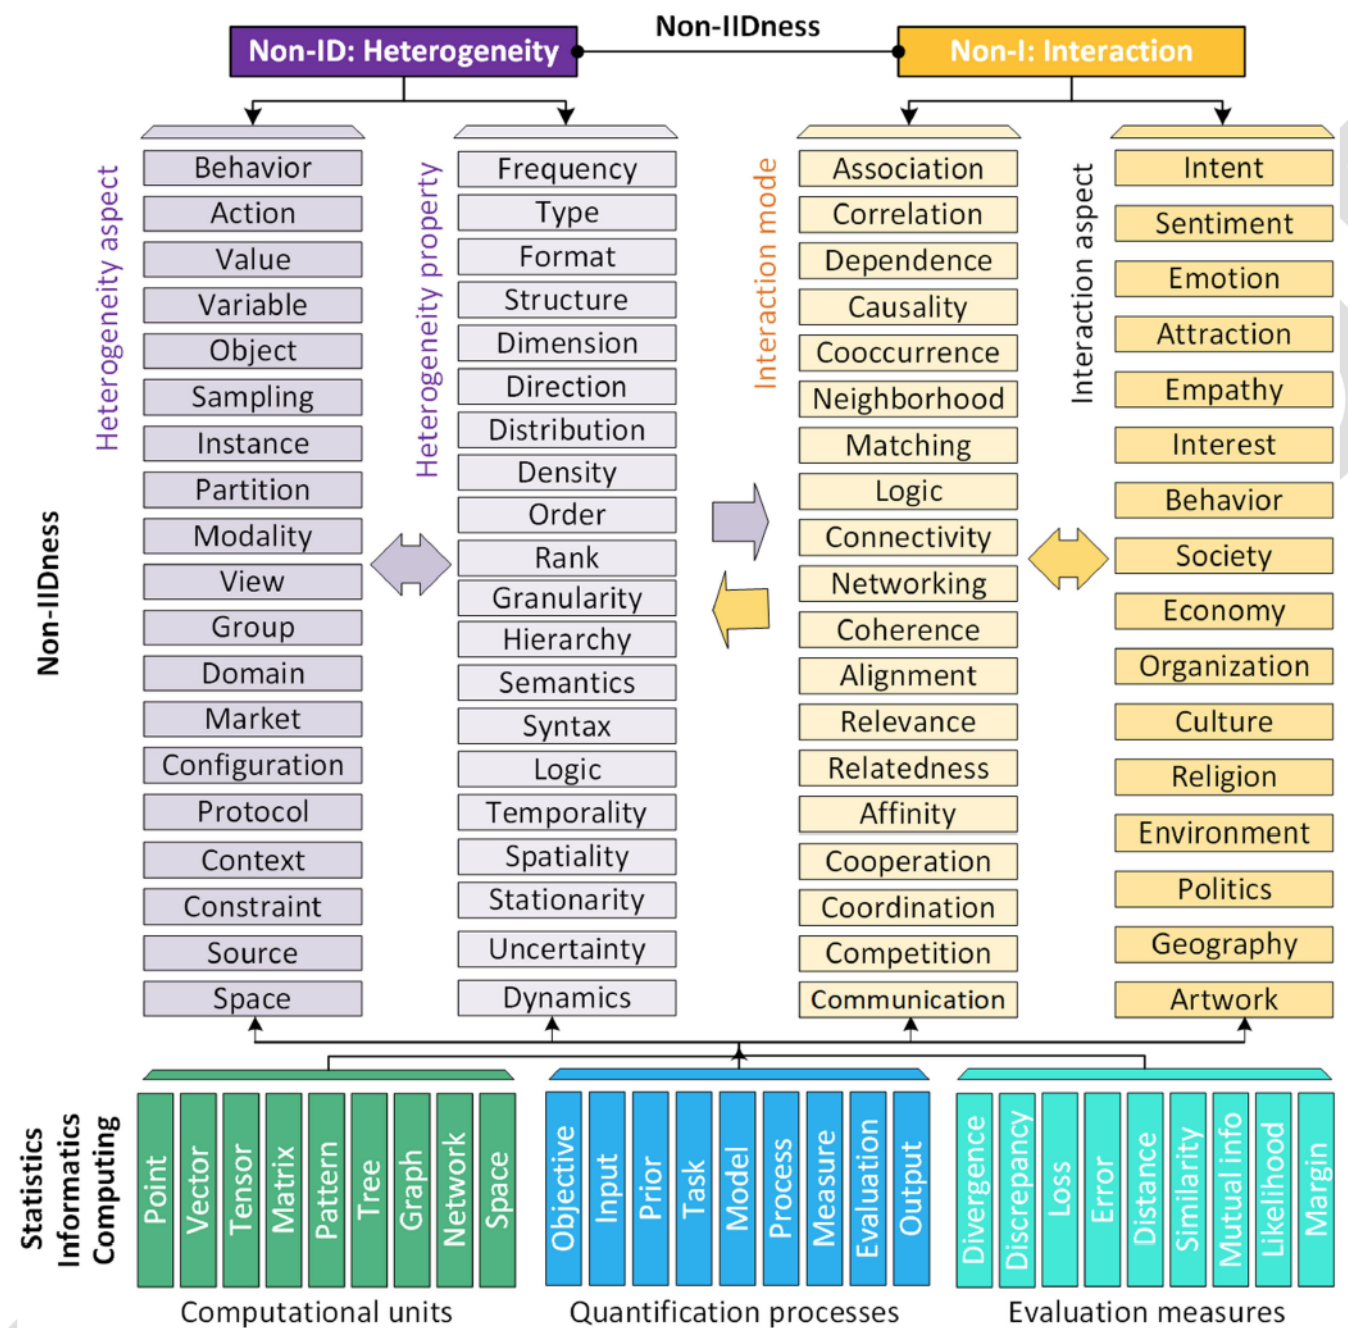 Non-IIDness
Non-ID: Heterogeneity
Non-I: Interaction
Heterogeneity aspect
Behavior
Action
Value
Variable
Object
Sampling
Instance
Partition
Modality
View
Group
Domain
Market
Configuration
Protocol
Context
Constraint
Source
Space
Heterogeneity property
Frequency
Type
Format
Structure
Dimension
Direction
Distribution
Density
Order
Rank
Granularity
Hierarchy
Semantics
Syntax
Logic
Temporality
Spatiality
Stationarity
Uncertainty
Dynamics
Interaction mode
Association
Correlation
Dependence
Causality
Cooccurrence
Neighborhood
Matching
Logic
Connectivity
Networking
Coherence
Alignment
Relevance
Relatedness
Affinity
Cooperation
Coordination
Competition
Communication
Interaction aspect
Intent
Sentiment
Emotion
Attraction
Empathy
Interest
Behavior
Society
Economy
Organization
Culture
Religion
Environment
Politics
Geography
Artwork
Non-IIDness
Statistics
Informatics
Computing
Point
Vector
Tensor
Matrix
Pattern
Tree
Graph
Network
Space
Computational units
Objective
Input
Prior
Task
Model
Process
Measure
Evaluation
Output
Quantification processes
Divergence
Discrepancy
Loss
Error
Distance
Similarity
Mutual info
Likelihood
Margin
Evaluation measures